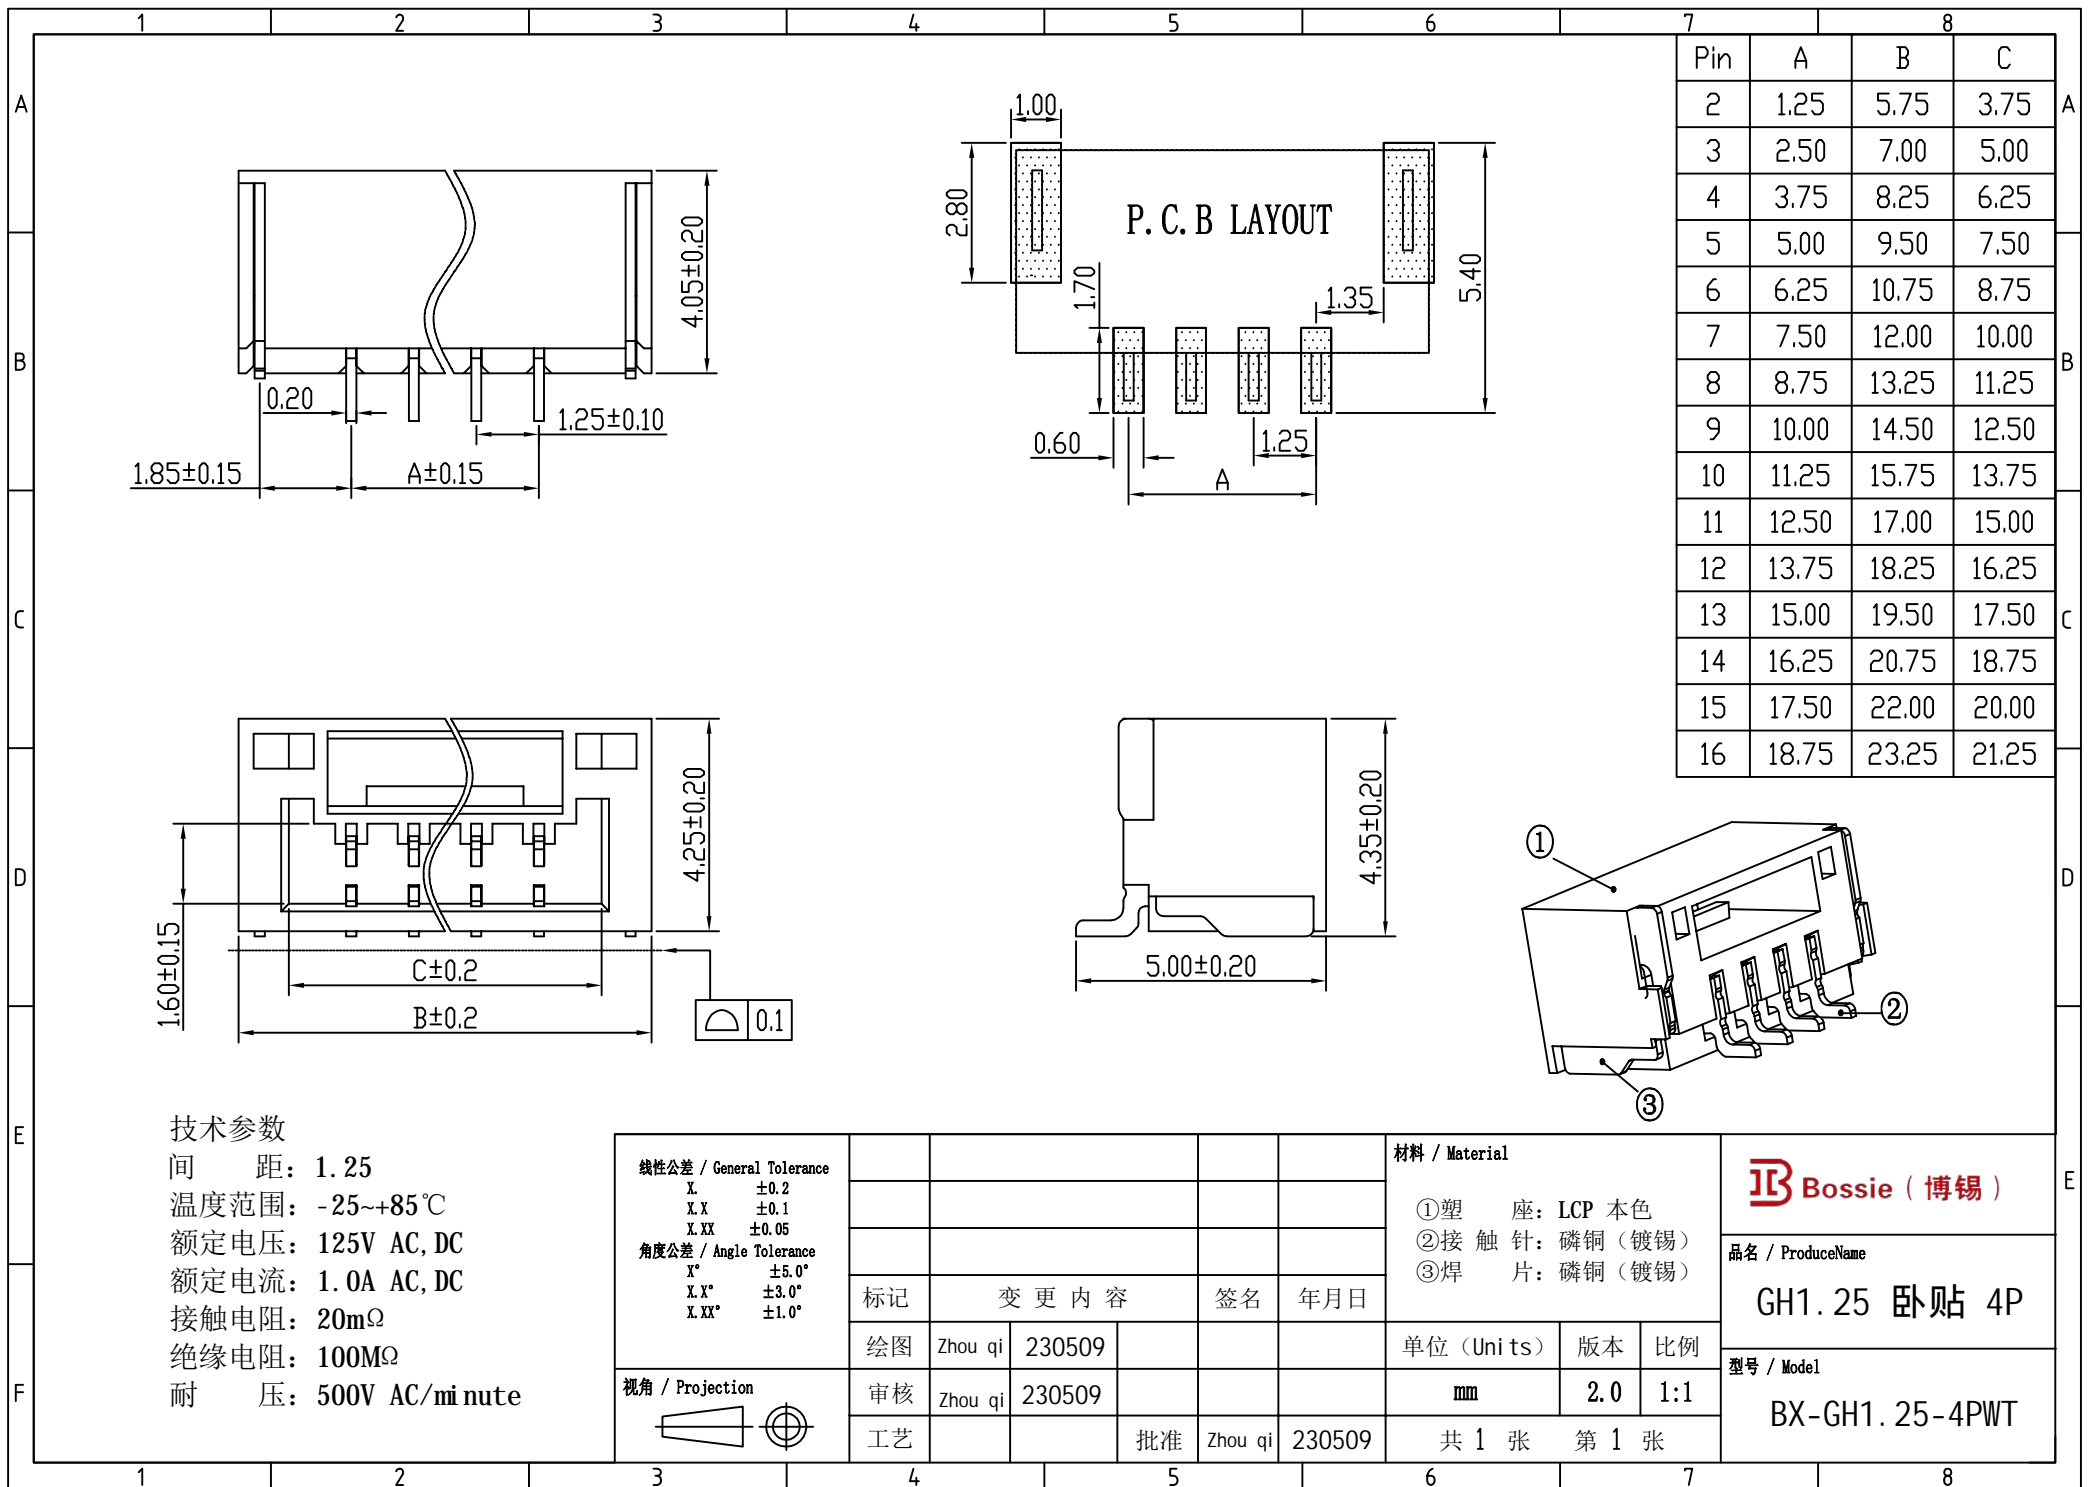 1 2 3 4 5 6 7 8
A
B
C
D
E
F
A
B
C
D
E
Pin A B C
2 1.25 5.75 3.75
3 2.50 7.00 5.00
4 3.75 8.25 6.25
5 5.00 9.50 7.50
6 6.25 10.75 8.75
7 7.50 12.00 10.00
8 8.75 13.25 11.25
9 10.00 14.50 12.50
10 11.25 15.75 13.75
11 12.50 17.00 15.00
12 13.75 18.25 16.25
13 15.00 19.50 17.50
14 16.25 20.75 18.75
15 17.50 22.00 20.00
16 18.75 23.25 21.25
4.05±0.20
0.20
1.25±0.10
1.85±0.15
A±0.15
1.00
2.80
P.C.B LAYOUT
1.70
1.35
5.40
0.60
1.25
A
4.25±0.20
1.60±0.15
C±0.2
B±0.2
0.1
4.35±0.20
5.00±0.20
①
②
③
技术参数
间 距: 1.25
温度范围: -25~+85℃
额定电压: 125V AC,DC
额定电流: 1.0A AC,DC
接触电阻: 20mΩ
绝缘电阻: 100MΩ
耐 压: 500V AC/minute
线性公差 / General Tolerance
X. ±0.2
X.X ±0.1
X.XX ±0.05
角度公差 / Angle Tolerance
X° ±5.0°
X.X° ±3.0°
X.XX° ±1.0°
视角 / Projection
标记 变更内容 签名 年月日
绘图 Zhou qi 230509
审核 Zhou qi 230509
工艺 批准 Zhou qi 230509
材料 / Material
①塑 座: LCP 本色
②接触针: 磷铜（镀锡）
③焊 片: 磷铜（镀锡）
单位（Units） 版本 比例
mm 2.0 1:1
共 1 张 第 1 张
Bossie（博锡）
品名 / ProduceName
GH1.25 卧贴 4P
型号 / Model
BX-GH1.25-4PWT
1 2 3 4 5 6 7 8